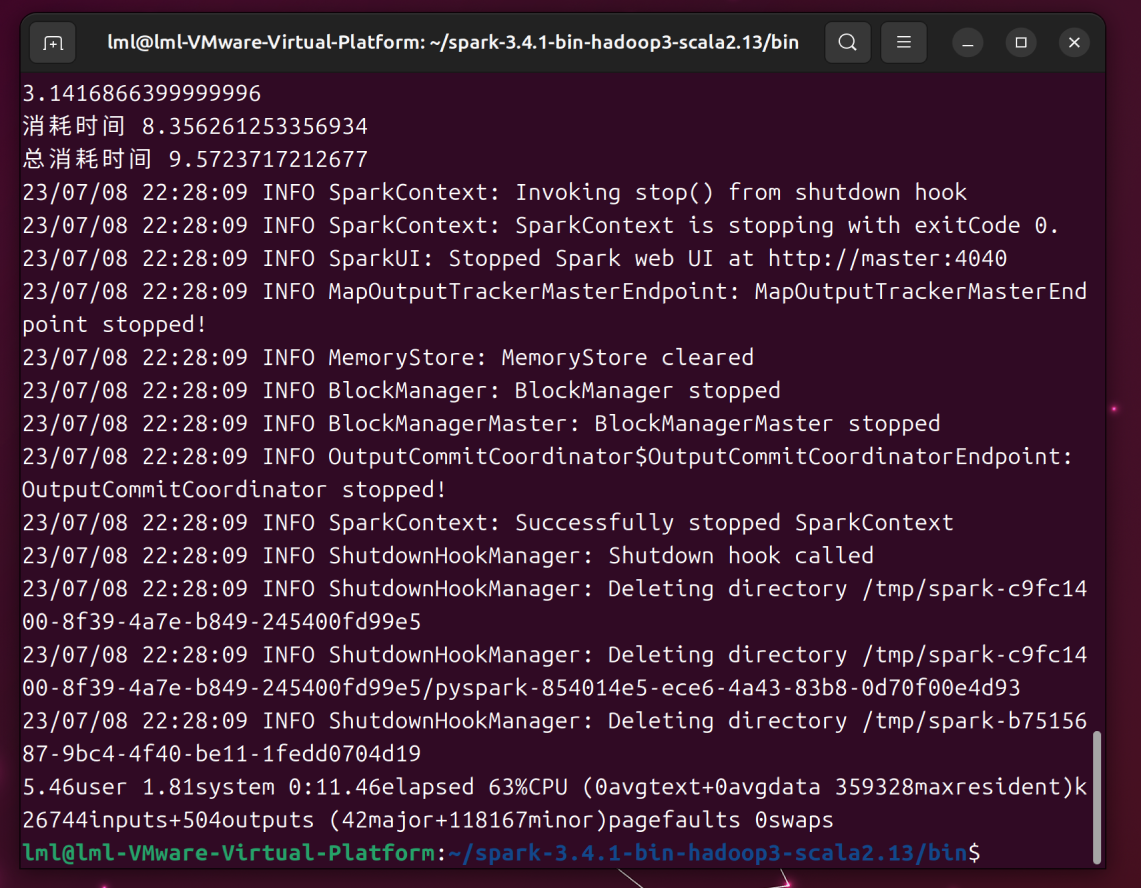 lml@lml-VMware-Virtual-Platform: ~/spark-3.4.1-bin-hadoop3-scala2.13/bin
3.1416866399999996
消耗时间 8.356261253356934
总消耗时间 9.5723717212677
23/07/08 22:28:09 INFO SparkContext: Invoking stop() from shutdown hook
23/07/08 22:28:09 INFO SparkContext: SparkContext is stopping with exitCode 0.
23/07/08 22:28:09 INFO SparkUI: Stopped Spark web UI at http://master:4040
23/07/08 22:28:09 INFO MapOutputTrackerMasterEndpoint: MapOutputTrackerMasterEnd
point stopped!
23/07/08 22:28:09 INFO MemoryStore: MemoryStore cleared
23/07/08 22:28:09 INFO BlockManager: BlockManager stopped
23/07/08 22:28:09 INFO BlockManagerMaster: BlockManagerMaster stopped
23/07/08 22:28:09 INFO OutputCommitCoordinator$OutputCommitCoordinatorEndpoint:
OutputCommitCoordinator stopped!
23/07/08 22:28:09 INFO SparkContext: Successfully stopped SparkContext
23/07/08 22:28:09 INFO ShutdownHookManager: Shutdown hook called
23/07/08 22:28:09 INFO ShutdownHookManager: Deleting directory /tmp/spark-c9fc14
00-8f39-4a7e-b849-245400fd99e5
23/07/08 22:28:09 INFO ShutdownHookManager: Deleting directory /tmp/spark-c9fc14
00-8f39-4a7e-b849-245400fd99e5/pyspark-854014e5-ece6-4a43-83b8-0d70f00e4d93
23/07/08 22:28:09 INFO ShutdownHookManager: Deleting directory /tmp/spark-b75156
87-9bc4-4f40-be11-1fedd0704d19
5.46user 1.81system 0:11.46elapsed 63%CPU (0avgtext+0avgdata 359328maxresident)k
26744inputs+504outputs (42major+118167minor)pagefaults 0swaps
lml@lml-VMware-Virtual-Platform:~/spark-3.4.1-bin-hadoop3-scala2.13/bin$